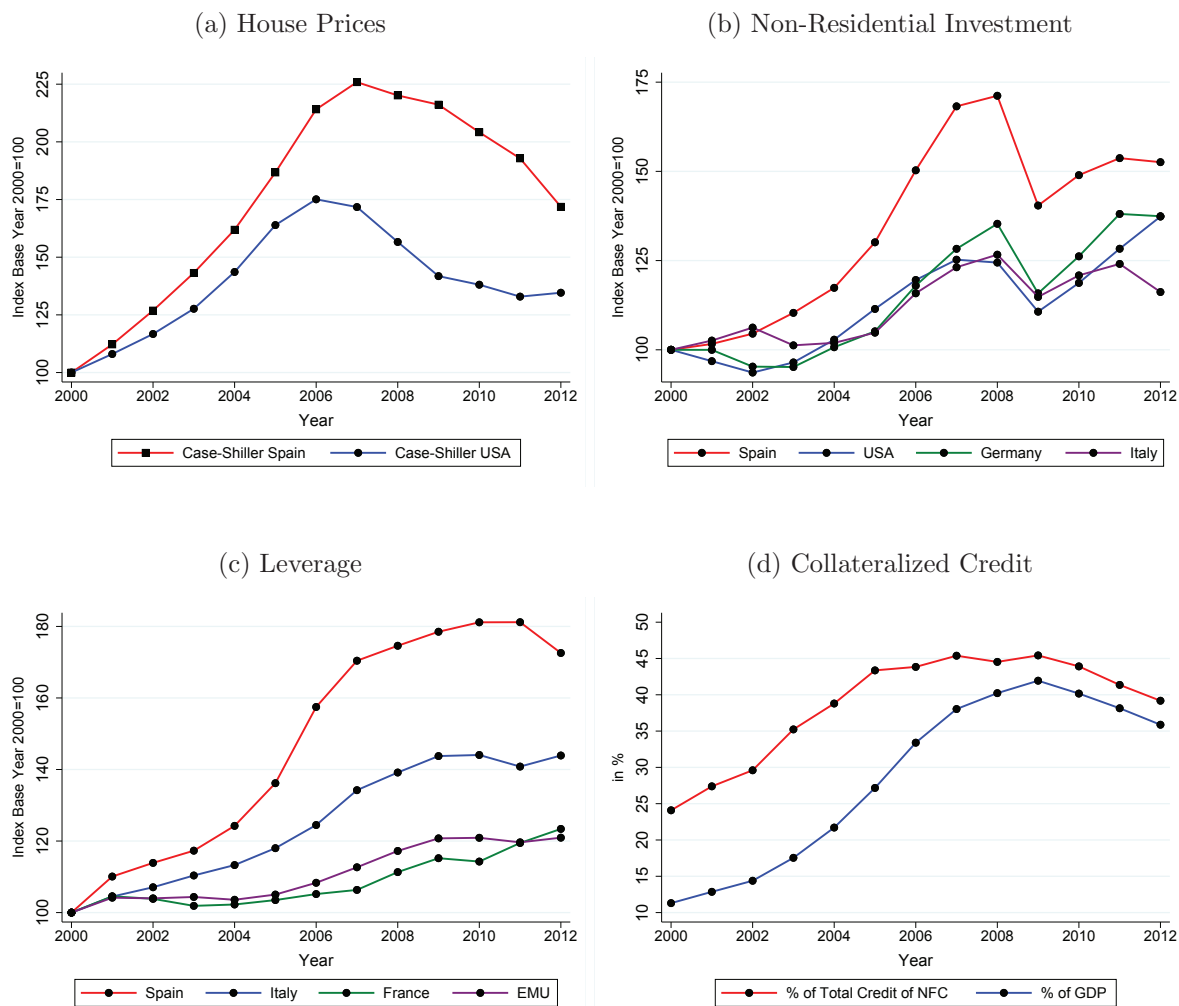 (a) House Prices
Index Base Year 2000=100
225
200
175
150
125
100
2000 2002 2004 2006 2008 2010 2012
Year
Case-Shiller Spain Case-Shiller USA
(b) Non-Residential Investment
Index Base Year 2000=100
175
150
125
100
2000 2002 2004 2006 2008 2010 2012
Year
Spain USA Germany Italy
(c) Leverage
Index Base Year 2000=100
180
160
140
120
100
2000 2002 2004 2006 2008 2010 2012
Year
Spain Italy France EMU
(d) Collateralized Credit
in %
50
45
40
35
30
25
20
15
10
2000 2002 2004 2006 2008 2010 2012
Year
% of Total Credit of NFC % of GDP